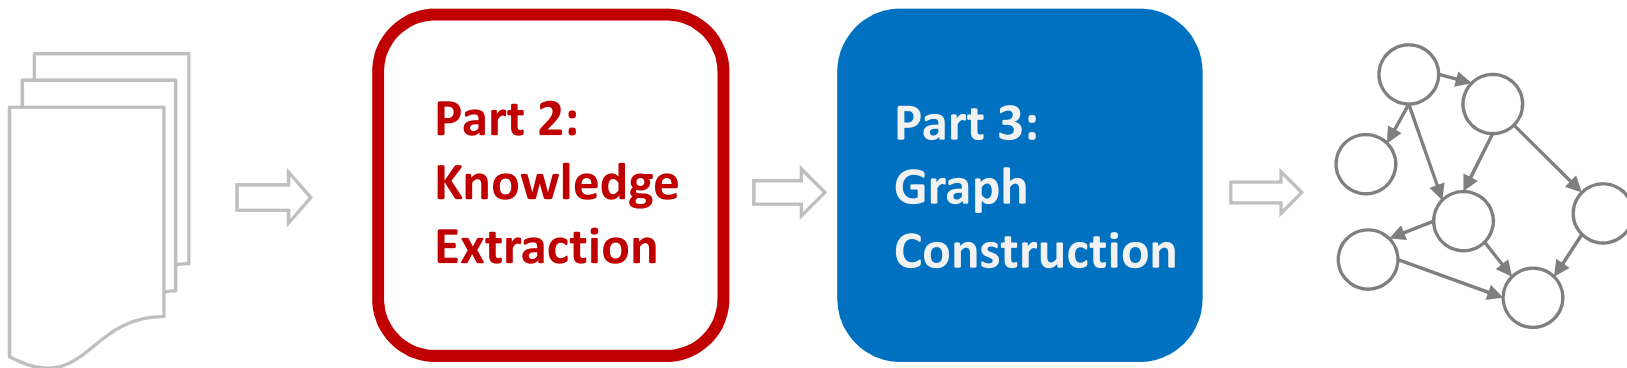 Part 2:
Knowledge
Extraction
Part 3:
Graph
Construction